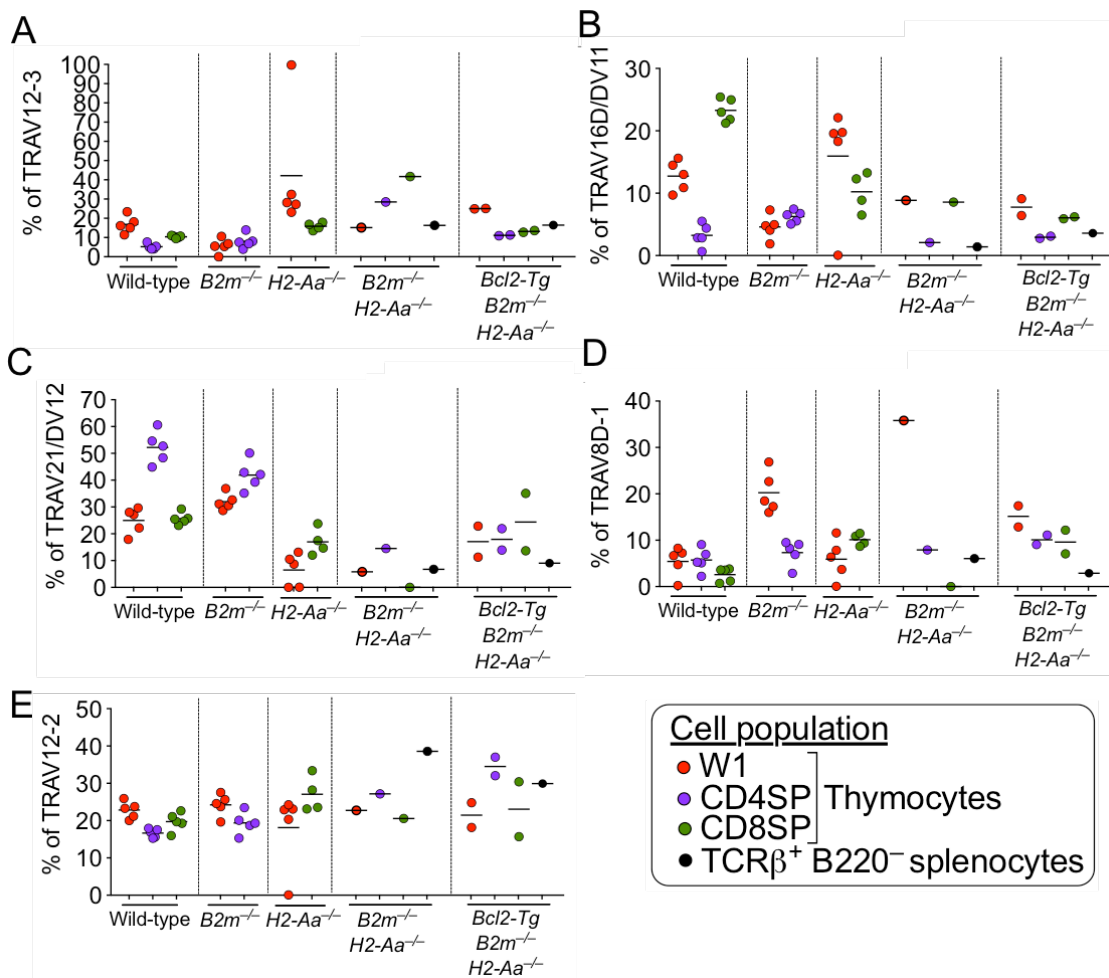 A
% of TRAV12-3
100
90
80
70
60
50
40
30
20
10
0
Wild-type
B2m⁻/⁻
H2-Aa⁻/⁻
B2m⁻/⁻
H2-Aa⁻/⁻
Bcl2-Tg
B2m⁻/⁻
H2-Aa⁻/⁻
B
% of TRAV16D/DV11
30
20
10
0
Wild-type
B2m⁻/⁻
H2-Aa⁻/⁻
B2m⁻/⁻
H2-Aa⁻/⁻
Bcl2-Tg
B2m⁻/⁻
H2-Aa⁻/⁻
C
% of TRAV21/DV12
70
60
50
40
30
20
10
0
Wild-type
B2m⁻/⁻
H2-Aa⁻/⁻
B2m⁻/⁻
H2-Aa⁻/⁻
Bcl2-Tg
B2m⁻/⁻
H2-Aa⁻/⁻
D
% of TRAV8D-1
40
30
20
10
0
Wild-type
B2m⁻/⁻
H2-Aa⁻/⁻
B2m⁻/⁻
H2-Aa⁻/⁻
Bcl2-Tg
B2m⁻/⁻
H2-Aa⁻/⁻
E
% of TRAV12-2
50
40
30
20
10
0
Wild-type
B2m⁻/⁻
H2-Aa⁻/⁻
B2m⁻/⁻
H2-Aa⁻/⁻
Bcl2-Tg
B2m⁻/⁻
H2-Aa⁻/⁻
Cell population
W1
CD4SP Thymocytes
CD8SP
TCRβ⁺ B220⁻ splenocytes